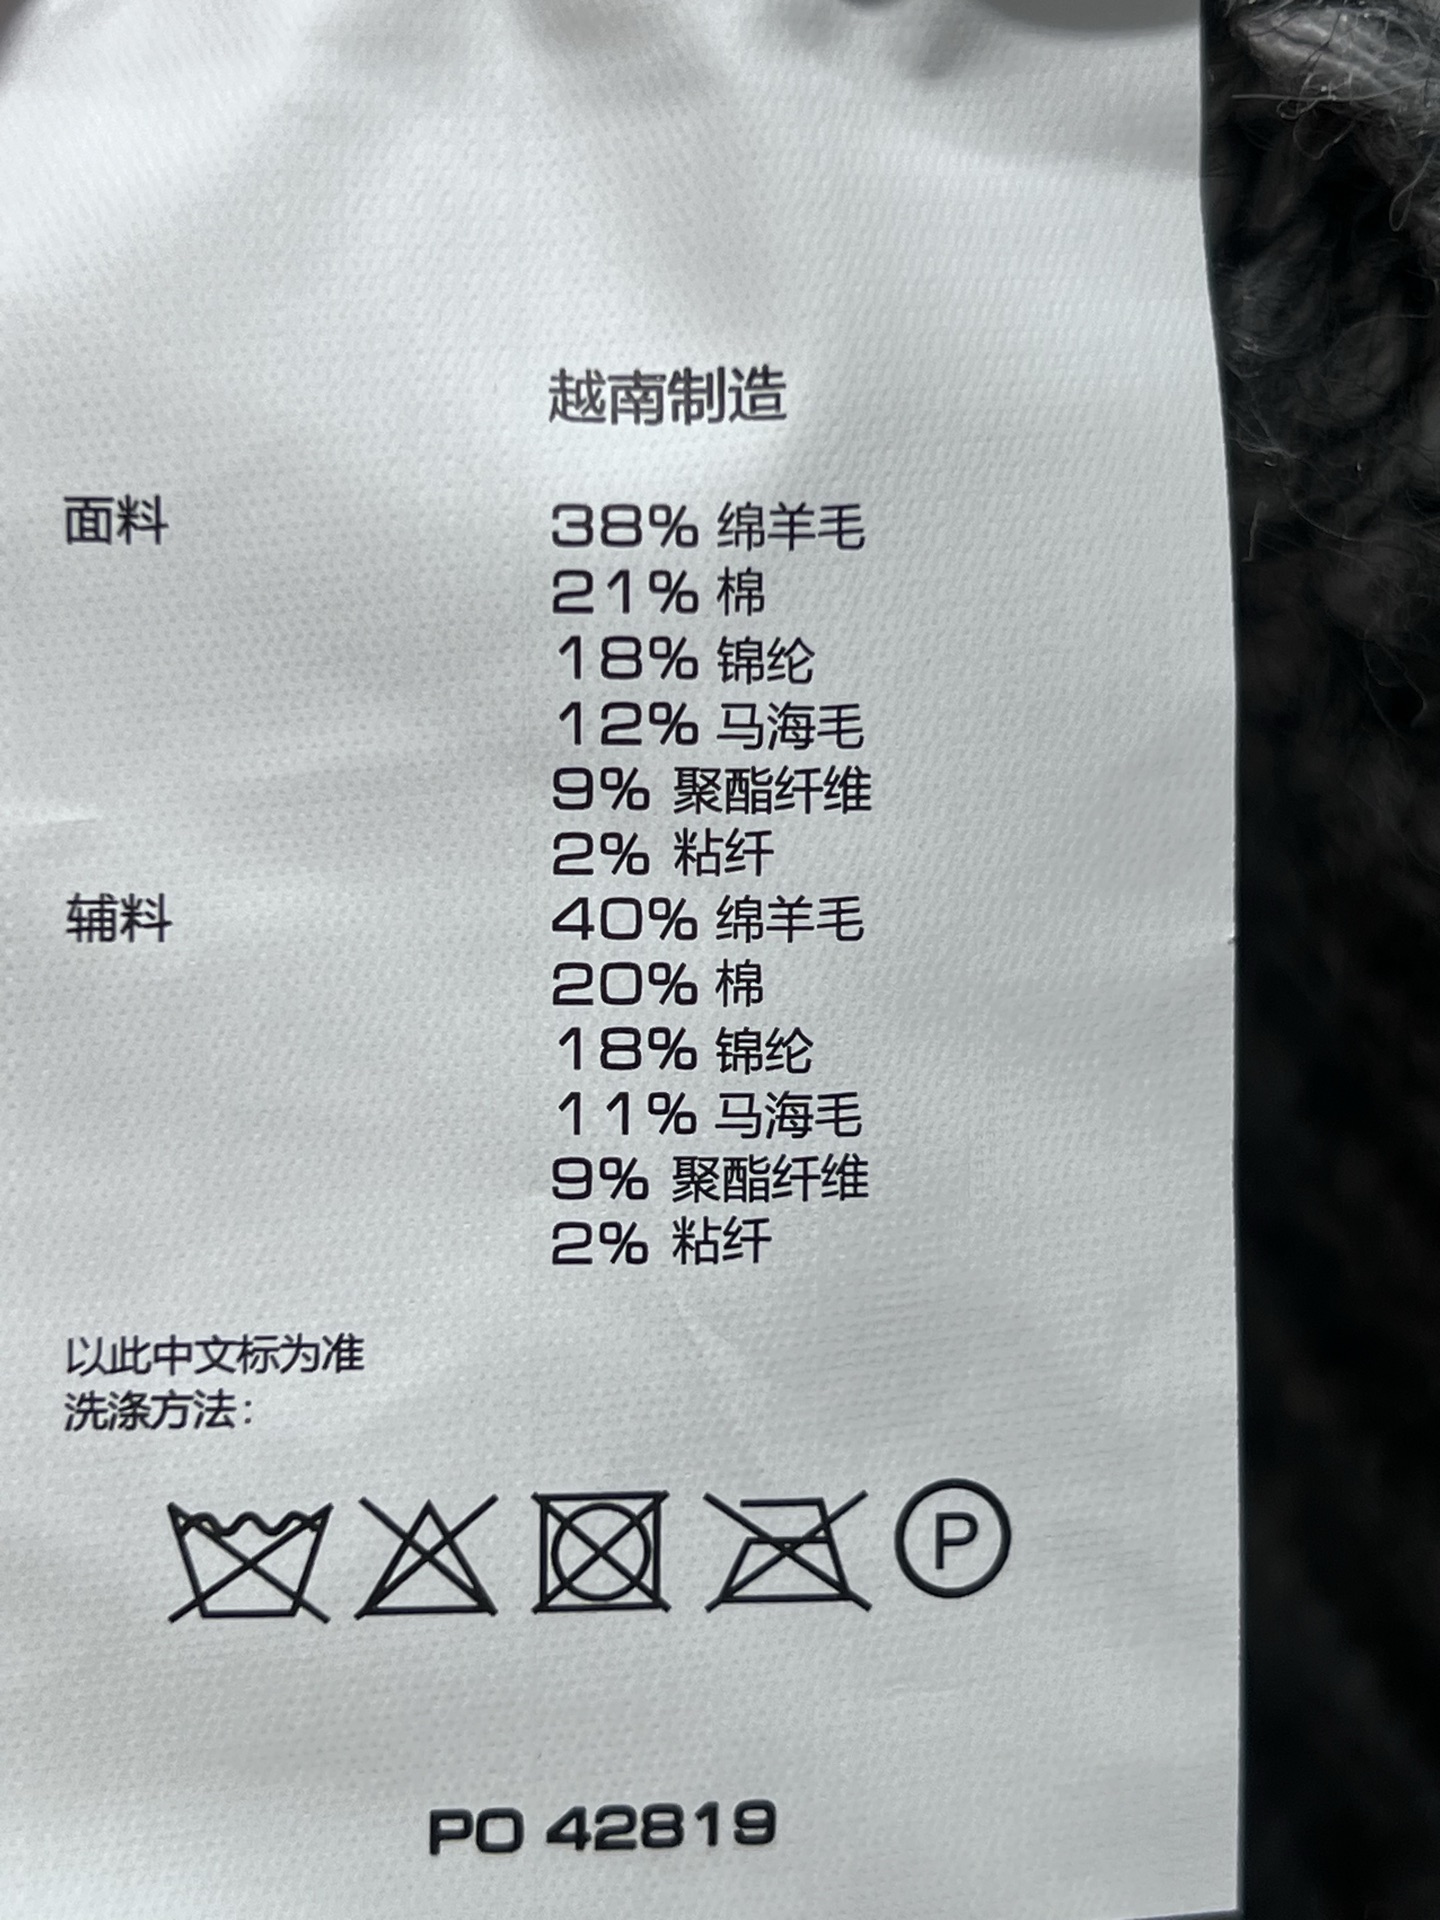 越南制造
面料 38% 绵羊毛
21% 棉
18% 锦纶
12% 马海毛
9% 聚酯纤维
2% 粘纤
辅料 40% 绵羊毛
20% 棉
18% 锦纶
11% 马海毛
9% 聚酯纤维
2% 粘纤
以此中文标为准
洗涤方法：
P
PO 42819